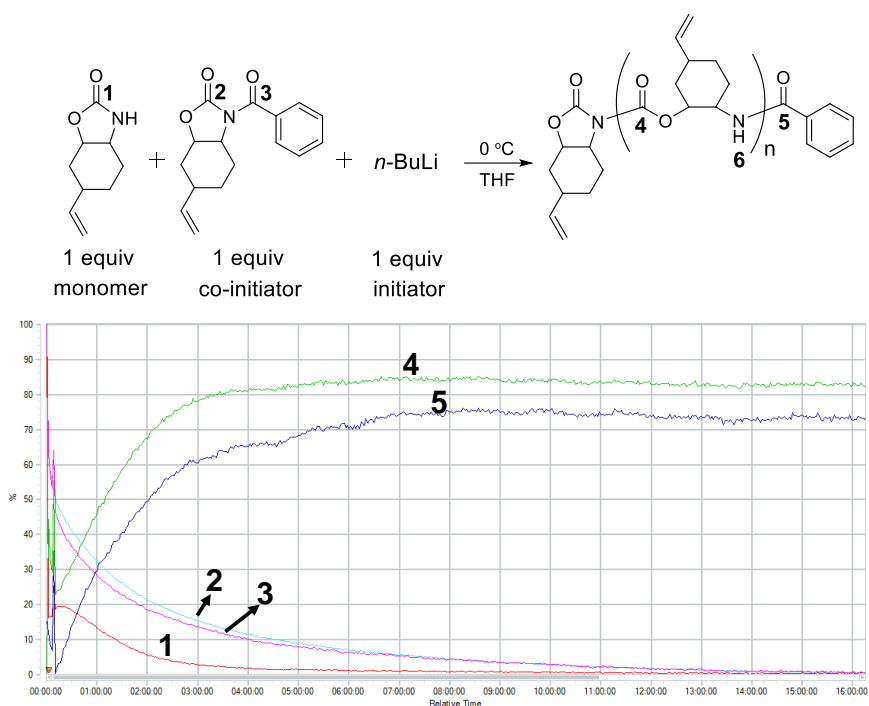 O
1
O
NH
O
2
O
3
O
N
+
+
n-BuLi
0 °C
THF
O
O
N
O
4
O
N
H
6
n
O
5
1 equiv
monomer
1 equiv
co-initiator
1 equiv
initiator
100
90
80
70
60
50
40
30
20
10
0
%
4
5
2
3
1
00:00:00 01:00:00 02:00:00 03:00:00 04:00:00 05:00:00 06:00:00 07:00:00 08:00:00 09:00:00 10:00:00 11:00:00 12:00:00 13:00:00 14:00:00 15:00:00 16:00:00
Relative Time